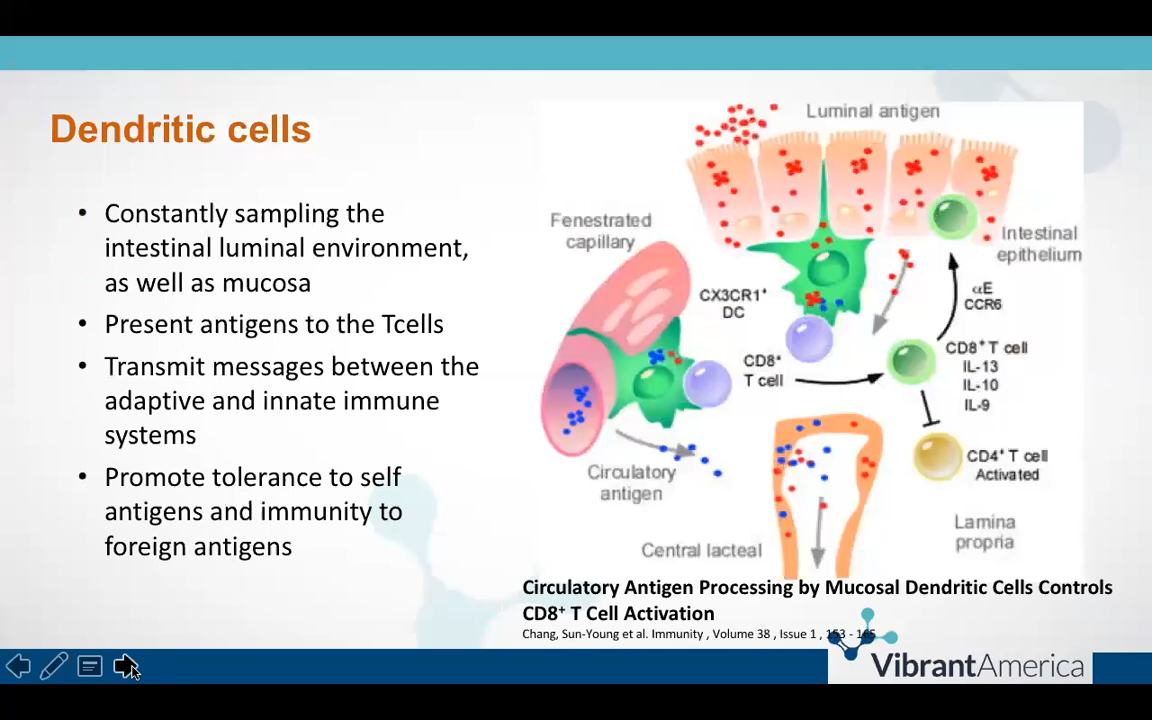 Dendritic cells
• Constantly sampling the
intestinal luminal environment,
as well as mucosa
• Present antigens to the Tcells
• Transmit messages between the
adaptive and innate immune
systems
• Promote tolerance to self
antigens and immunity to
foreign antigens
Luminal antigen
Fenestrated
capillary
Intestinal
epithelium
CX3CR1⁺
DC
αE
CCR6
CD8⁺
T cell
CD8⁺ T cell
IL-13
IL-10
IL-9
CD4⁺ T cell
Activated
Circulatory
antigen
Central lacteal
Lamina
propria
Circulatory Antigen Processing by Mucosal Dendritic Cells Controls
CD8⁺ T Cell Activation
Chang, Sun-Young et al. Immunity , Volume 38 , Issue 1 , 153 - 165
VibrantAmerica